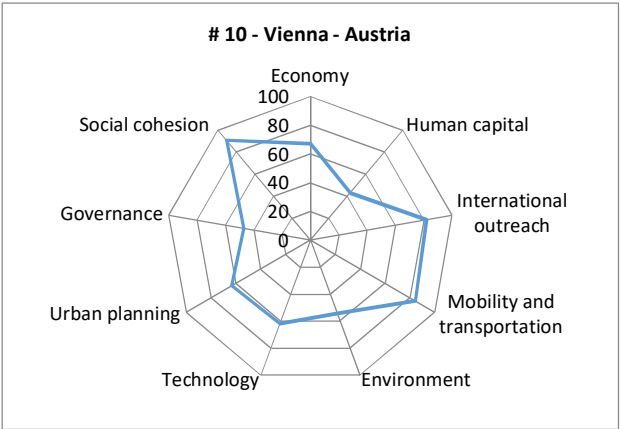 # 10 - Vienna - Austria
Economy
100
80
60
40
20
0
Human capital
International
outreach
Mobility and
transportation
Environment
Technology
Urban planning
Governance
Social cohesion